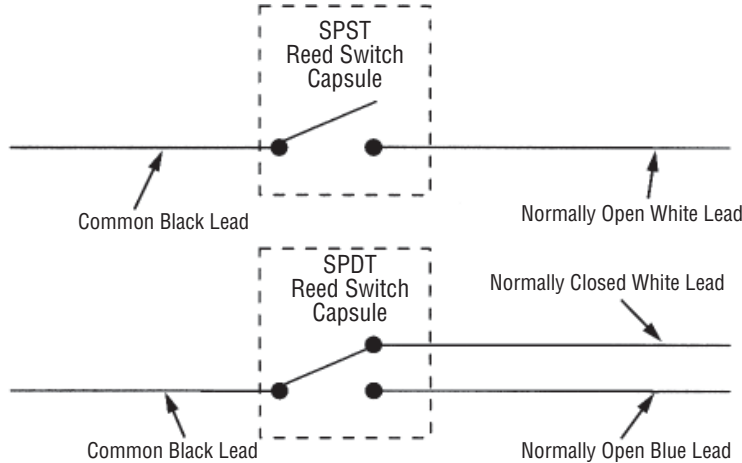 SPST
Reed Switch
Capsule
Common Black Lead
Normally Open White Lead
SPDT
Reed Switch
Capsule
Normally Closed White Lead
Common Black Lead
Normally Open Blue Lead